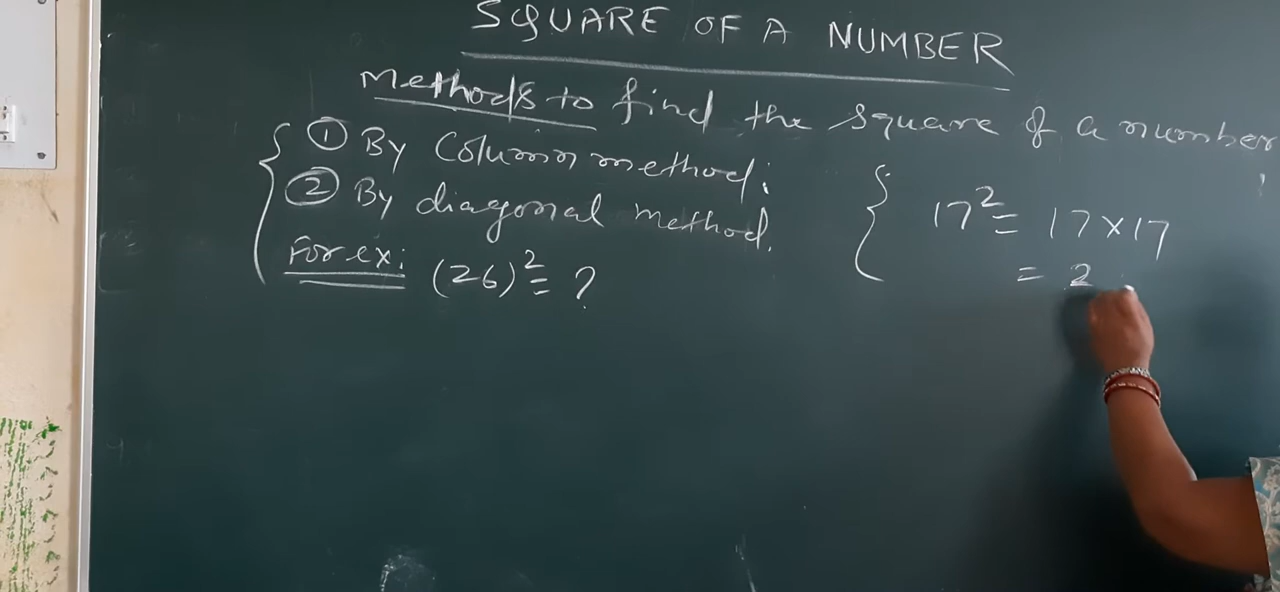 SQUARE OF A NUMBER
Methods to find the square of a number
① By Column method:
② By diagonal method.
For ex: (26)² = ?
17² = 17 × 17
= 2